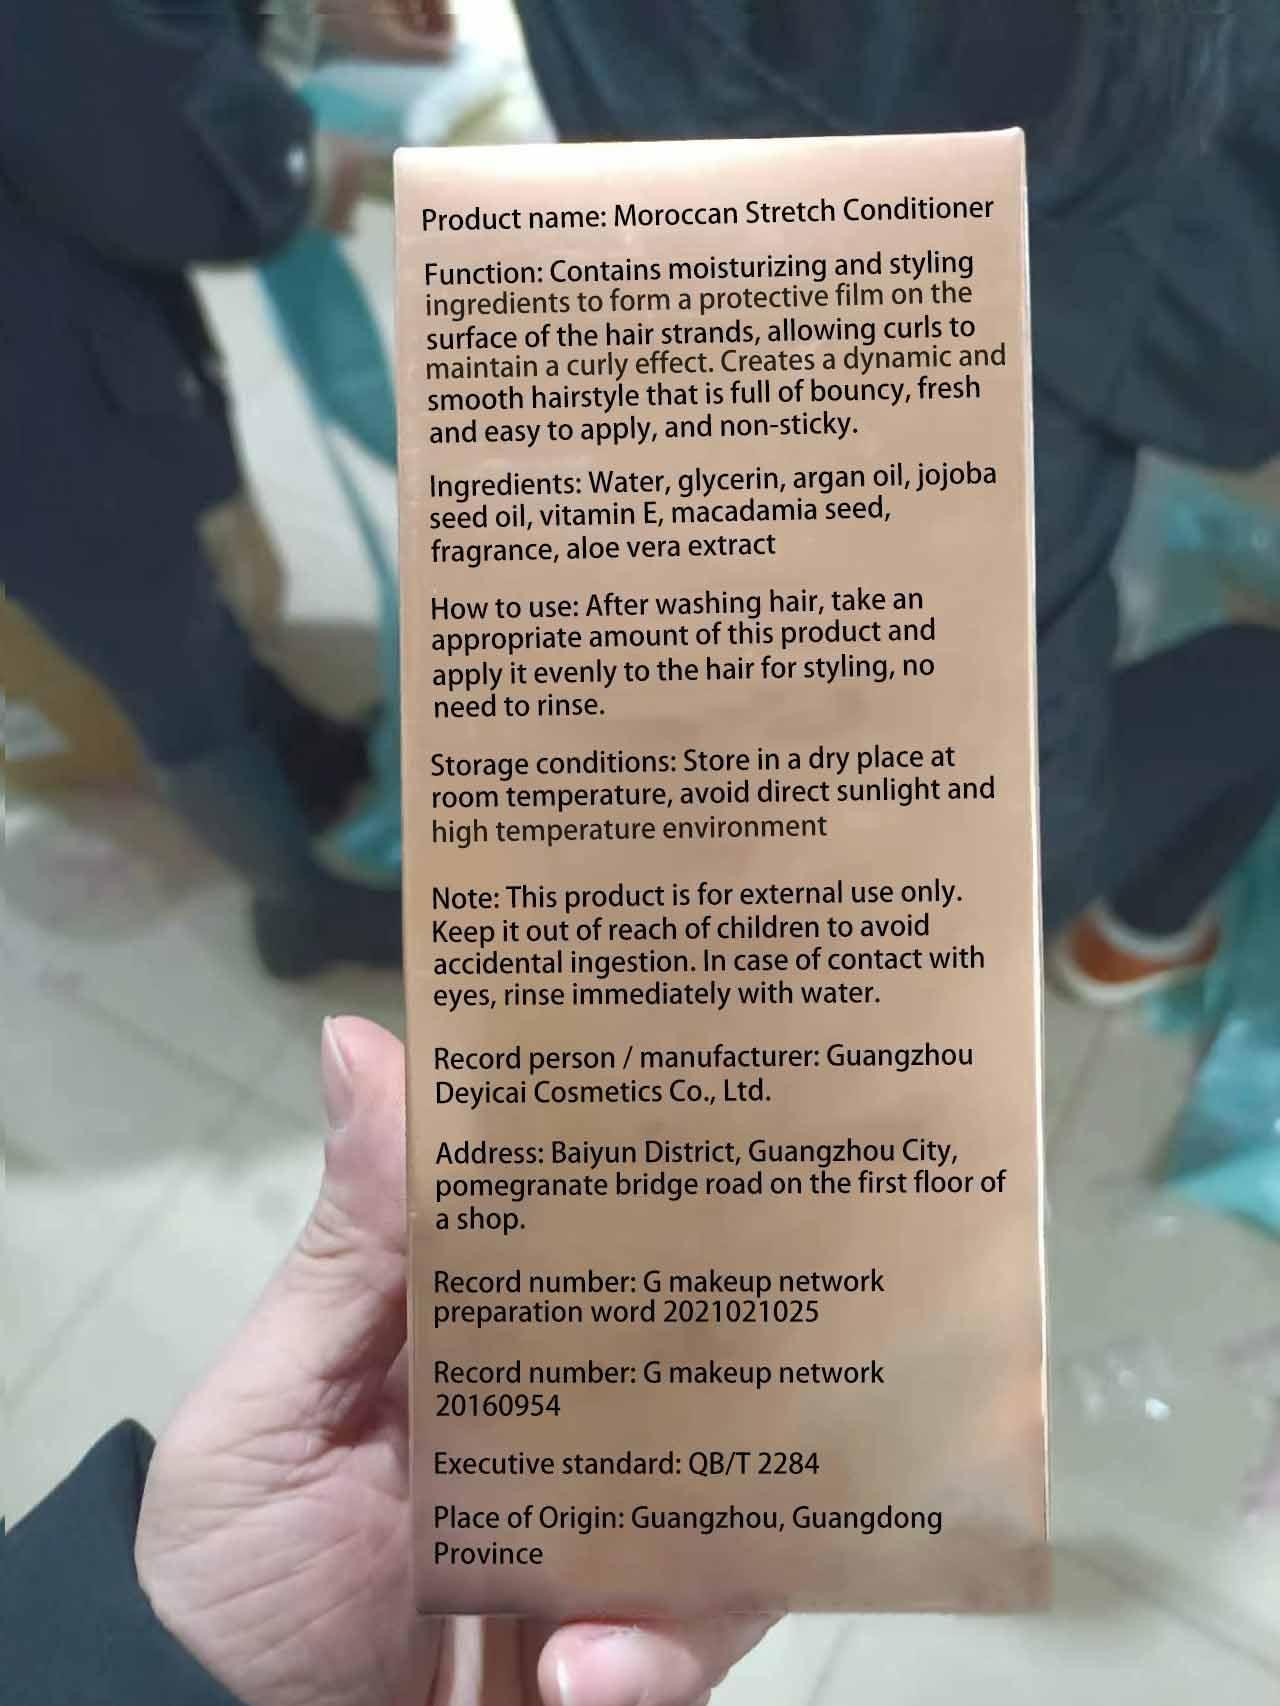 Product name: Moroccan Stretch Conditioner
Function: Contains moisturizing and styling
ingredients to form a protective film on the
surface of the hair strands, allowing curls to
maintain a curly effect. Creates a dynamic and
smooth hairstyle that is full of bouncy, fresh
and easy to apply, and non-sticky.
Ingredients: Water, glycerin, argan oil, jojoba
seed oil, vitamin E, macadamia seed,
fragrance, aloe vera extract
How to use: After washing hair, take an
appropriate amount of this product and
apply it evenly to the hair for styling, no
need to rinse.
Storage conditions: Store in a dry place at
room temperature, avoid direct sunlight and
high temperature environment
Note: This product is for external use only.
Keep it out of reach of children to avoid
accidental ingestion. In case of contact with
eyes, rinse immediately with water.
Record person / manufacturer: Guangzhou
Deyicai Cosmetics Co., Ltd.
Address: Baiyun District, Guangzhou City,
pomegranate bridge road on the first floor of
a shop.
Record number: G makeup network
preparation word 2021021025
Record number: G makeup network
20160954
Executive standard: QB/T 2284
Place of Origin: Guangzhou, Guangdong
Province